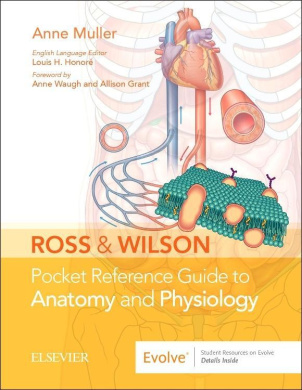 Anne Muller
English Language Editor
Louis H. Honoré
Foreword by
Anne Waugh and Allison Grant
ROSS & WILSON
Pocket Reference Guide to
Anatomy and Physiology
ELSEVIER
Evolve®
Student Resources on Evolve
Details Inside